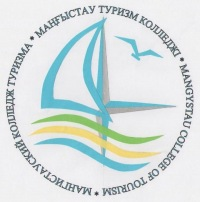 МАҢҒЫСТАУ ТУРИЗМ КОЛЛЕДЖІ *
MANGYSTAU COLLEGE OF TOURISM *
МАНГИСТАУСКИЙ КОЛЛЕДЖ ТУРИЗМА *